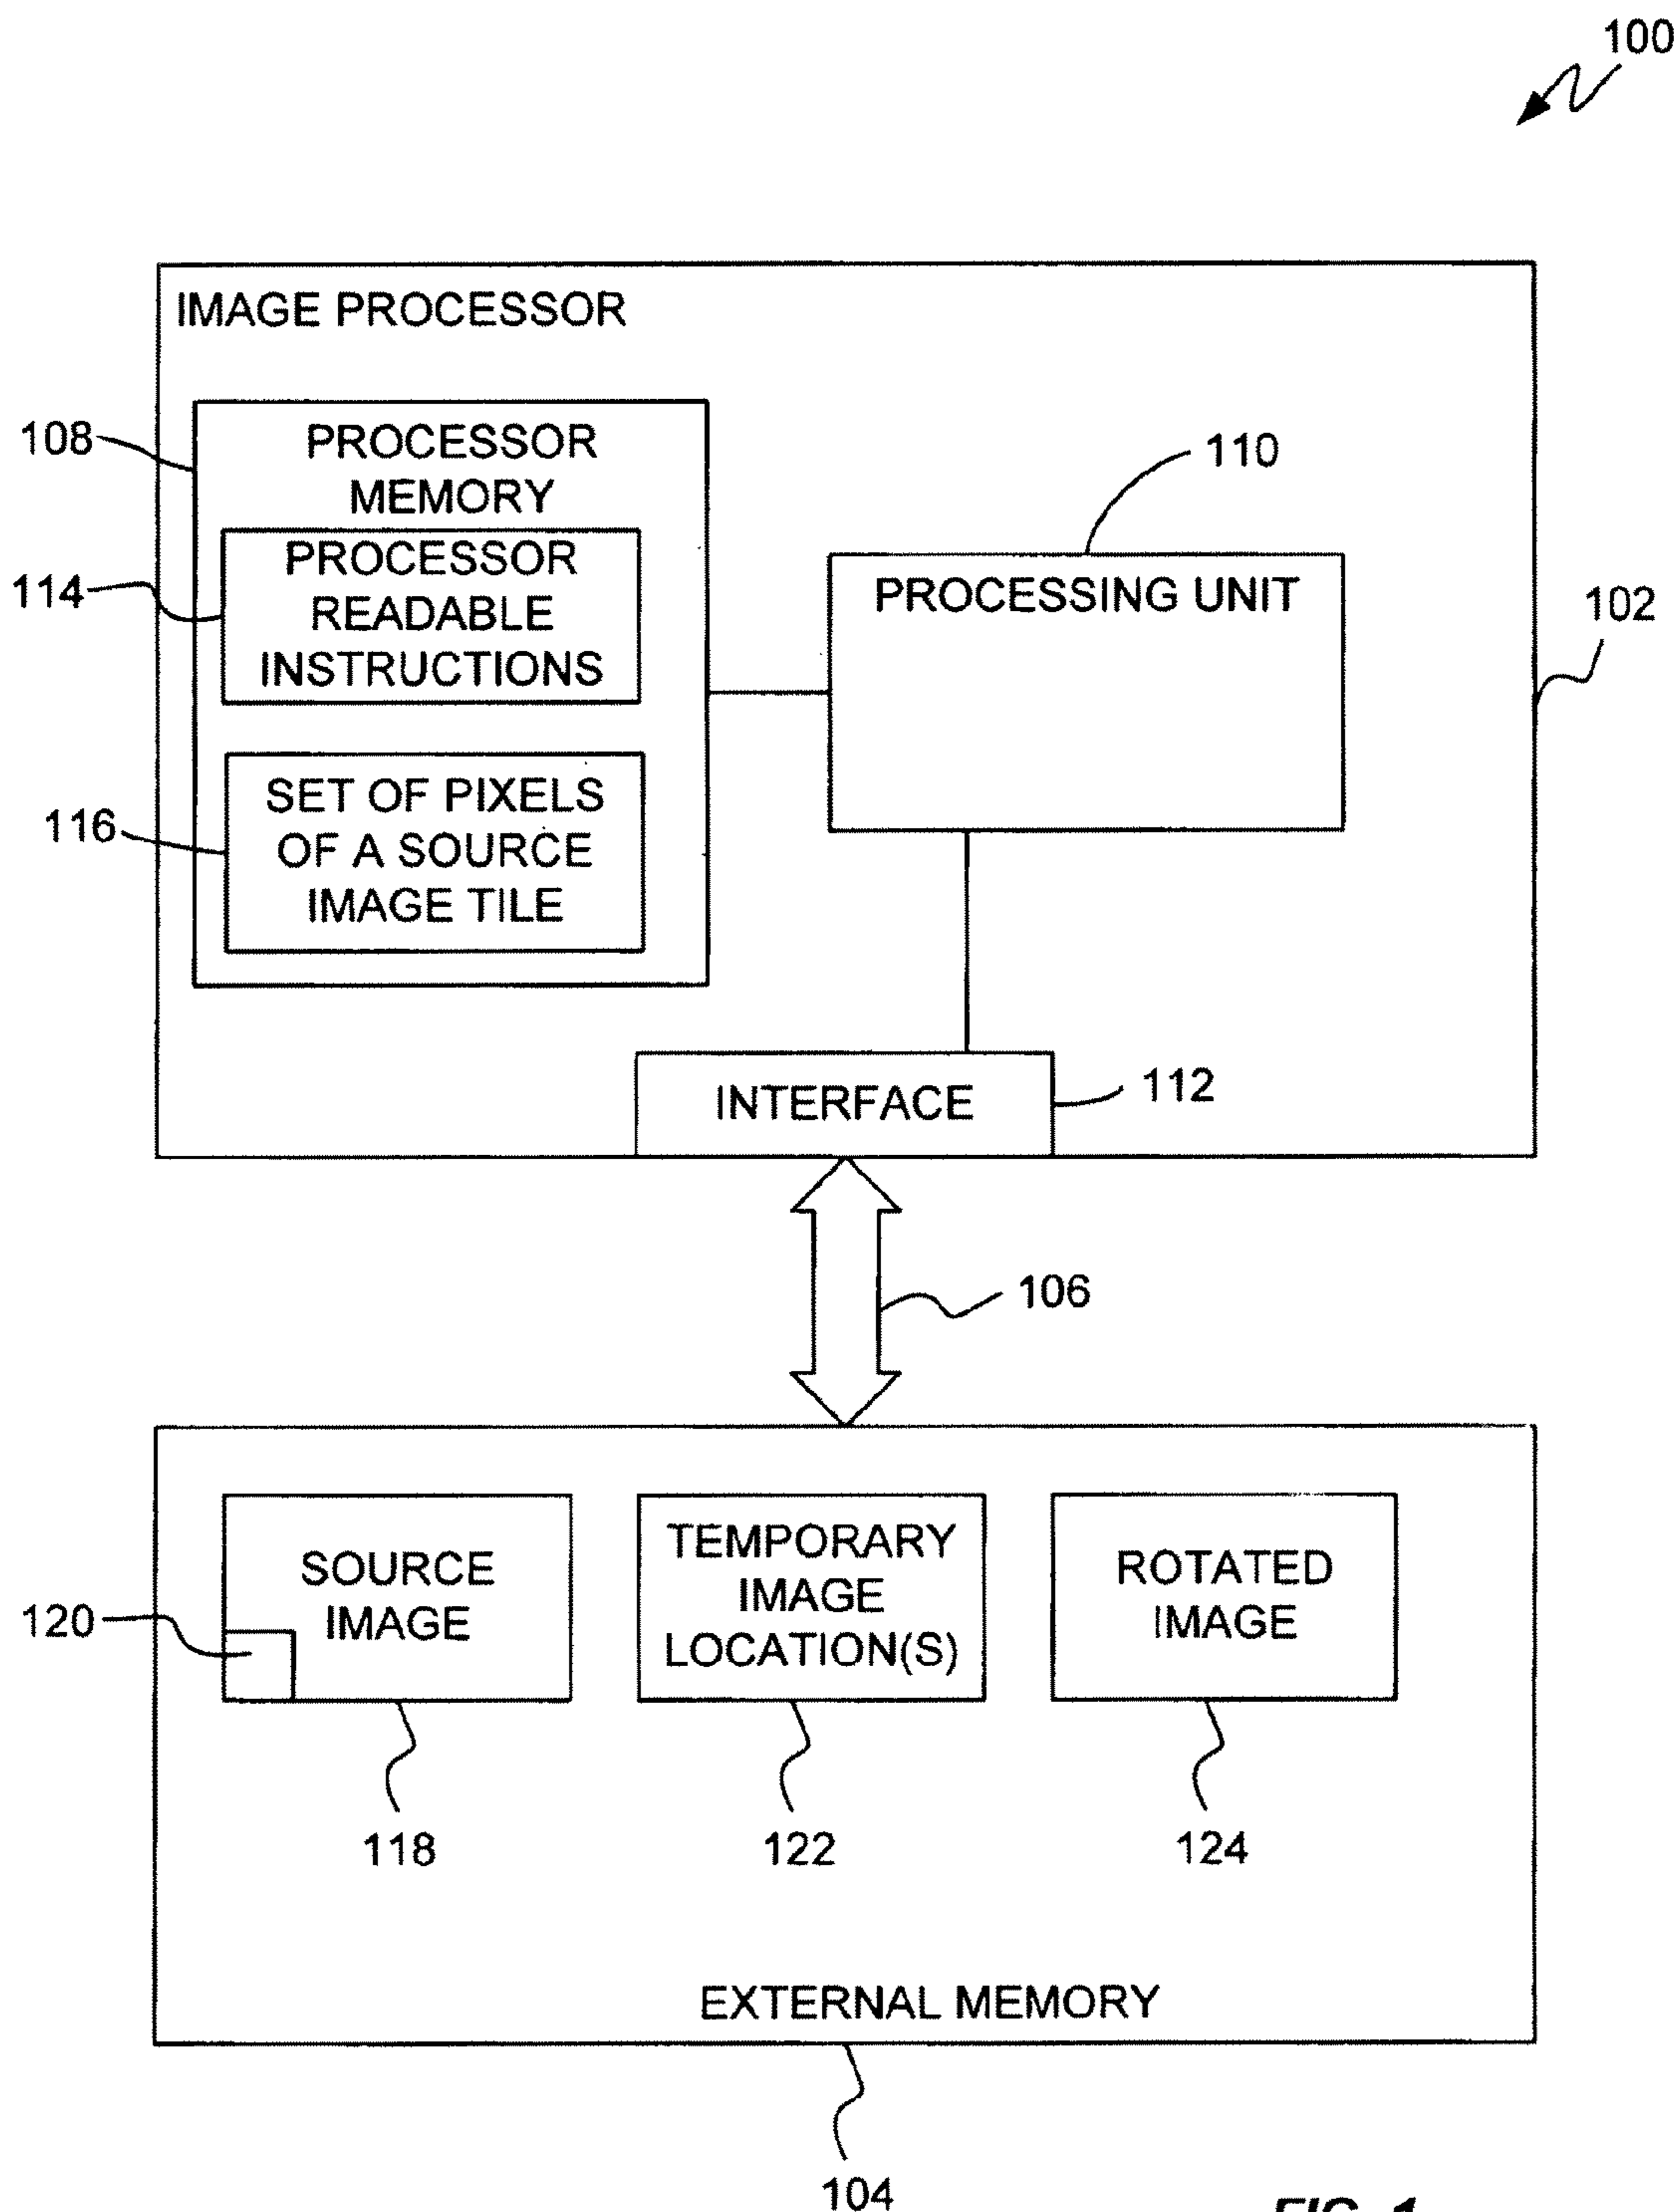 100
IMAGE PROCESSOR
108
PROCESSOR
MEMORY
110
114
PROCESSOR
READABLE
INSTRUCTIONS
PROCESSING UNIT
102
116
SET OF PIXELS
OF A SOURCE
IMAGE TILE
INTERFACE
112
106
SOURCE
IMAGE
TEMPORARY
IMAGE
LOCATION(S)
ROTATED
IMAGE
120
118
122
124
EXTERNAL MEMORY
104
FIG. 1